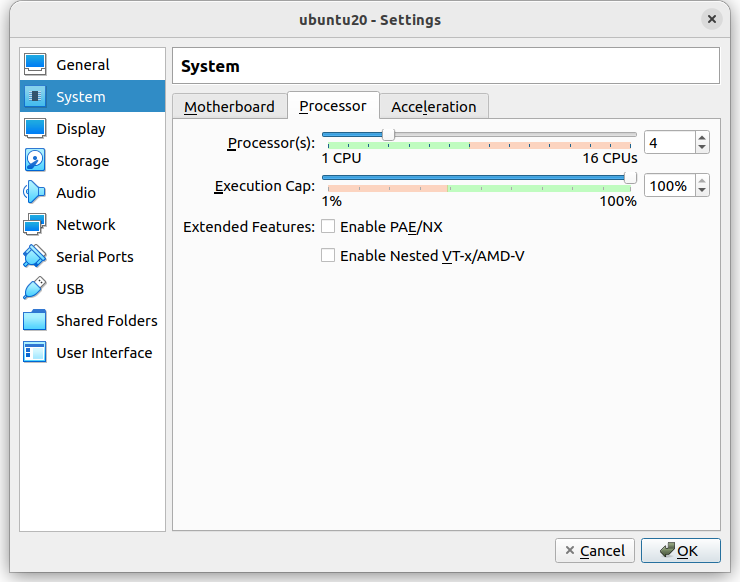 ubuntu20 - Settings
General
System
Display
Storage
Audio
Network
Serial Ports
USB
Shared Folders
User Interface
System
Motherboard Processor Acceleration
Processor(s): 4
1 CPU 16 CPUs
Execution Cap: 100%
1% 100%
Extended Features: Enable PAE/NX
Enable Nested VT-x/AMD-V
Cancel OK